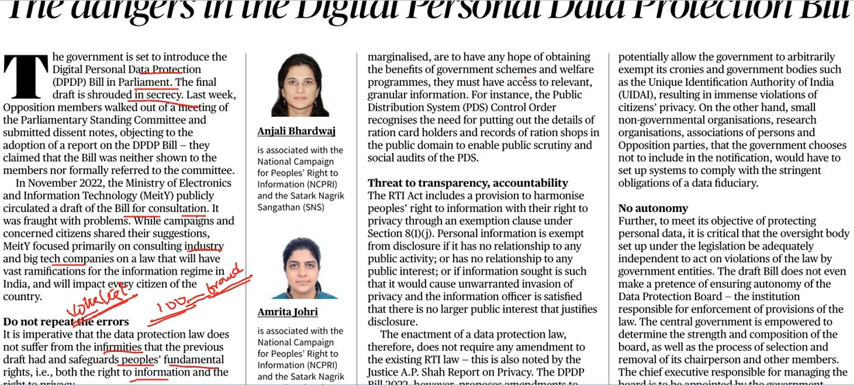 The dangers in the Digital Personal Data Protection Bill
The government is set to introduce the
Digital Personal Data Protection
(DPDP) Bill in Parliament. The final
draft is shrouded in secrecy. Last week,
Opposition members walked out of a meeting of
the Parliamentary Standing Committee and
submitted dissent notes, objecting to the
adoption of a report on the DPDP Bill – they
claimed that the Bill was neither shown to the
members nor formally referred to the committee.
In November 2022, the Ministry of Electronics
and Information Technology (MeitY) publicly
circulated a draft of the Bill for consultation. It
was fraught with problems. While campaigns and
concerned citizens shared their suggestions,
MeitY focused primarily on consulting industry
and big tech companies on a law that will have
vast ramifications for the information regime in
India, and will impact every citizen of the
country.
100 brand
Do not repeat the errors
It is imperative that the data protection law does
not suffer from the infirmities that the previous
draft had and safeguards peoples' fundamental
rights, i.e., both the right to information and the
right to privacy.
Anjali Bhardwaj
is associated with the
National Campaign
for Peoples' Right to
Information (NCPRI)
and the Satark Nagrik
Sangathan (SNS)
Amrita Johri
is associated with the
National Campaign
for Peoples' Right to
Information (NCPRI)
and the Satark Nagrik
marginalised, are to have any hope of obtaining
the benefits of government schemes and welfare
programmes, they must have access to relevant,
granular information. For instance, the Public
Distribution System (PDS) Control Order
recognises the need for putting out the details of
ration card holders and records of ration shops in
the public domain to enable public scrutiny and
social audits of the PDS.
Threat to transparency, accountability
The RTI Act includes a provision to harmonise
peoples' right to information with their right to
privacy through an exemption clause under
Section 8(1)(j). Personal information is exempt
from disclosure if it has no relationship to any
public activity; or has no relationship to any
public interest; or if information sought is such
that it would cause unwarranted invasion of
privacy and the information officer is satisfied
that there is no larger public interest that justifies
disclosure.
The enactment of a data protection law,
therefore, does not require any amendment to
the existing RTI law – this is also noted by the
Justice A.P. Shah Report on Privacy. The DPDP
Bill 2022, however, proposes amendments to
potentially allow the government to arbitrarily
exempt its cronies and government bodies such
as the Unique Identification Authority of India
(UIDAI), resulting in immense violations of
citizens' privacy. On the other hand, small
non-governmental organisations, research
organisations, associations of persons and
Opposition parties, that the government chooses
not to include in the notification, would have to
set up systems to comply with the stringent
obligations of a data fiduciary.
No autonomy
Further, to meet its objective of protecting
personal data, it is critical that the oversight body
set up under the legislation be adequately
independent to act on violations of the law by
government entities. The draft Bill does not even
make a pretence of ensuring autonomy of the
Data Protection Board – the institution
responsible for enforcement of provisions of the
law. The central government is empowered to
determine the strength and composition of the
board, as well as the process of selection and
removal of its chairperson and other members.
The chief executive responsible for managing the
board is to be appointed by the government,